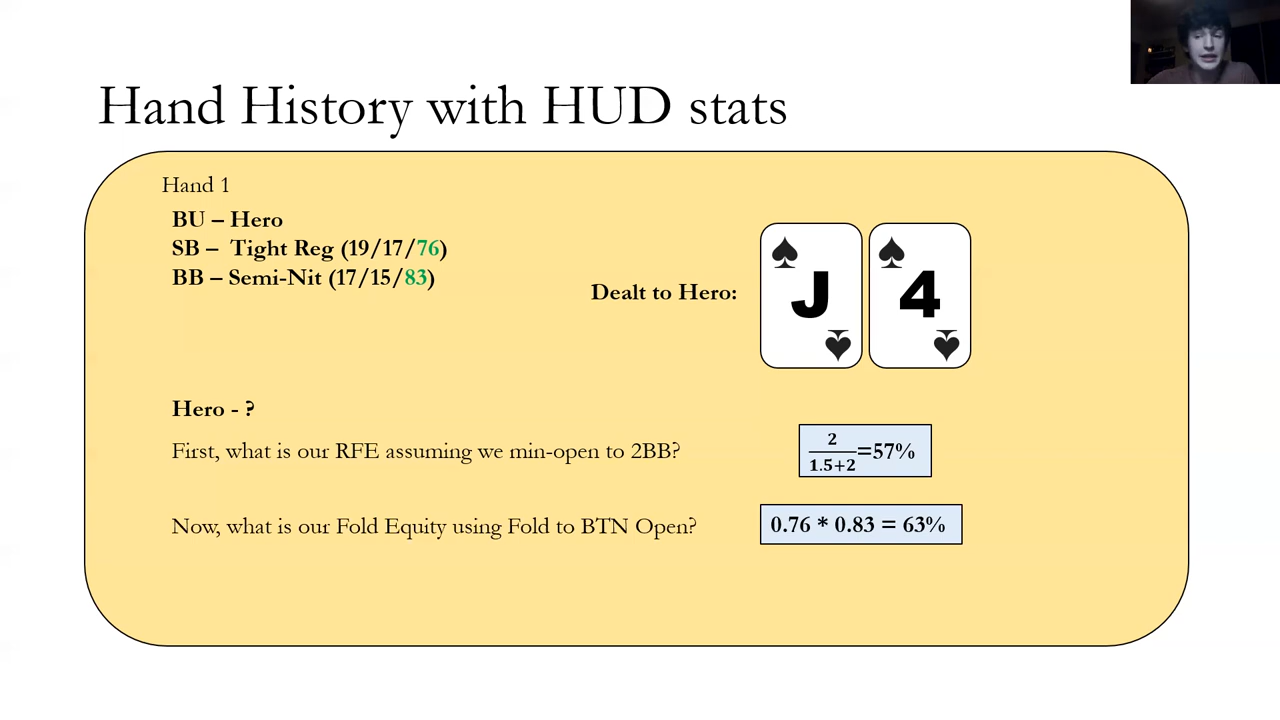 Hand History with HUD stats
Hand 1
BU – Hero
SB – Tight Reg (19/17/76)
BB – Semi-Nit (17/15/83)
Dealt to Hero:
J 4
Hero - ?
First, what is our RFE assuming we min-open to 2BB?
2/1.5+2=57%
Now, what is our Fold Equity using Fold to BTN Open?
0.76 * 0.83 = 63%